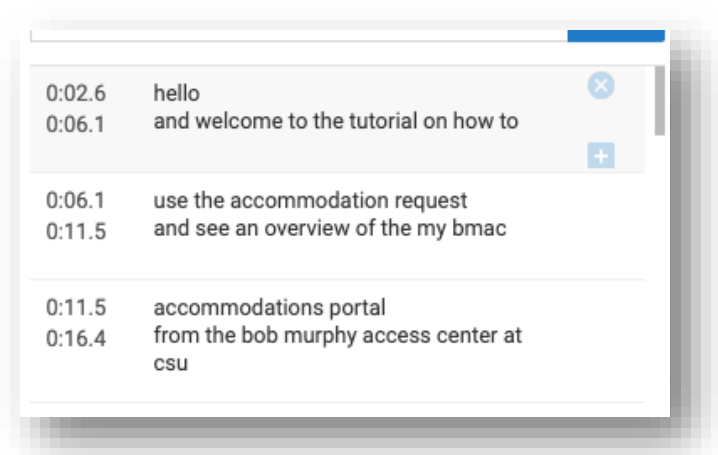 0:02.6 hello
0:06.1 and welcome to the tutorial on how to
0:06.1 use the accommodation request
0:11.5 and see an overview of the my bmac
0:11.5 accommodations portal
0:16.4 from the bob murphy access center at
csu